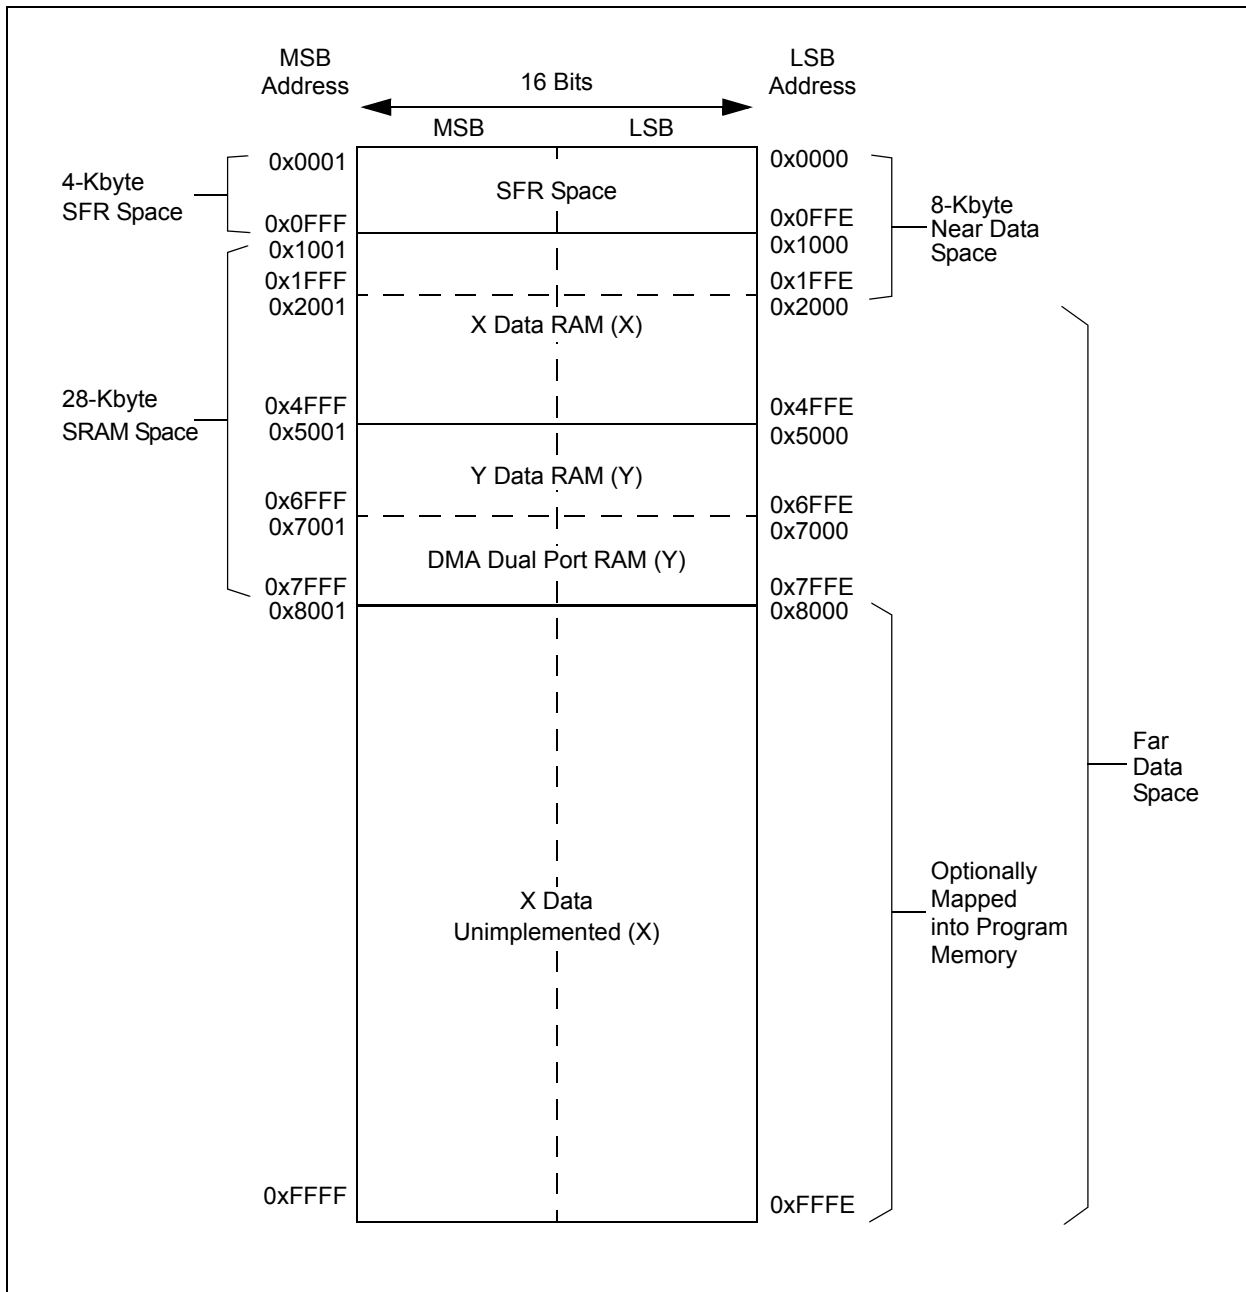 MSB
Address
16 Bits
LSB
Address
MSB
LSB
0x0001
0x0000
4-Kbyte
SFR Space
SFR Space
8-Kbyte
Near Data
Space
0x0FFF
0x0FFE
0x1001
0x1000
0x1FFF
0x1FFE
0x2001
0x2000
X Data RAM (X)
28-Kbyte
SRAM Space
0x4FFF
0x4FFE
0x5001
0x5000
Y Data RAM (Y)
0x6FFF
0x6FFE
0x7001
0x7000
DMA Dual Port RAM (Y)
0x7FFF
0x7FFE
0x8001
0x8000
Far
Data
Space
X Data
Unimplemented (X)
Optionally
Mapped
into Program
Memory
0xFFFF
0xFFFE